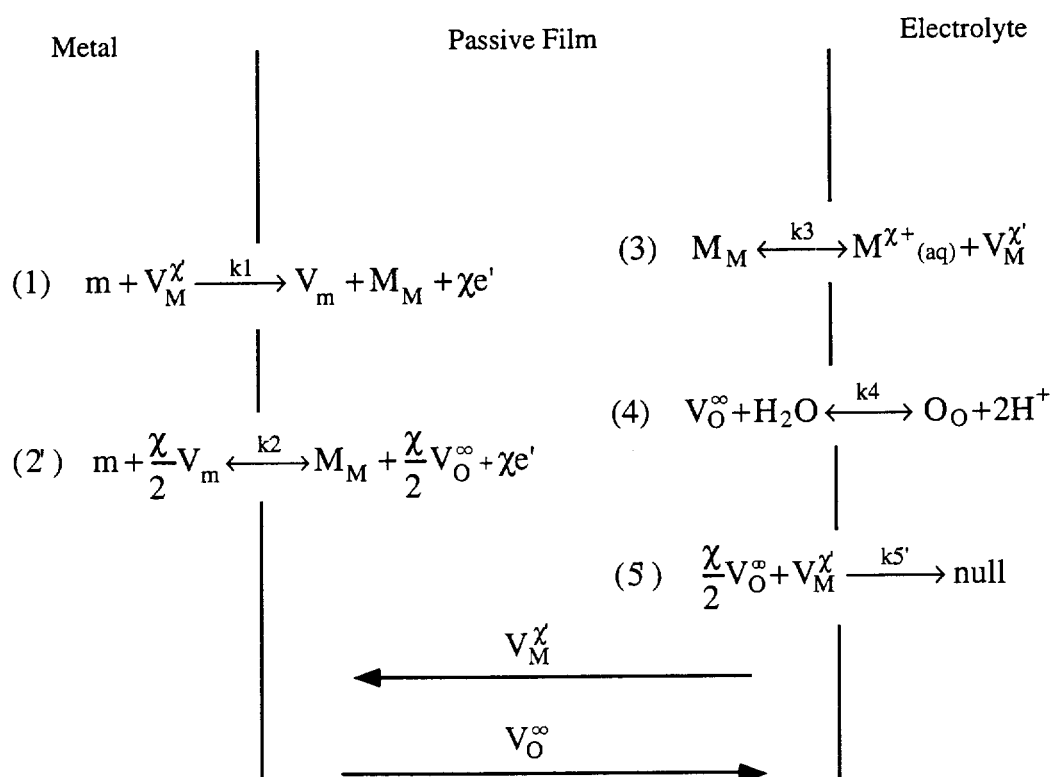 Metal Passive Film Electrolyte
(3) M_M <-k3-> M^{χ+}(aq) + V_M^{χ'}
(1) m + V_M^{χ'} -k1-> V_m + M_M + χe'
(4) V_O^∞ + H₂O <-k4-> O_O + 2H⁺
(2') m + χ/2 V_m <-k2-> M_M + χ/2 V_O^∞ + χe'
(5') χ/2 V_O^∞ + V_M^{χ'} -k5'-> null
V_M^{χ'}
V_O^∞